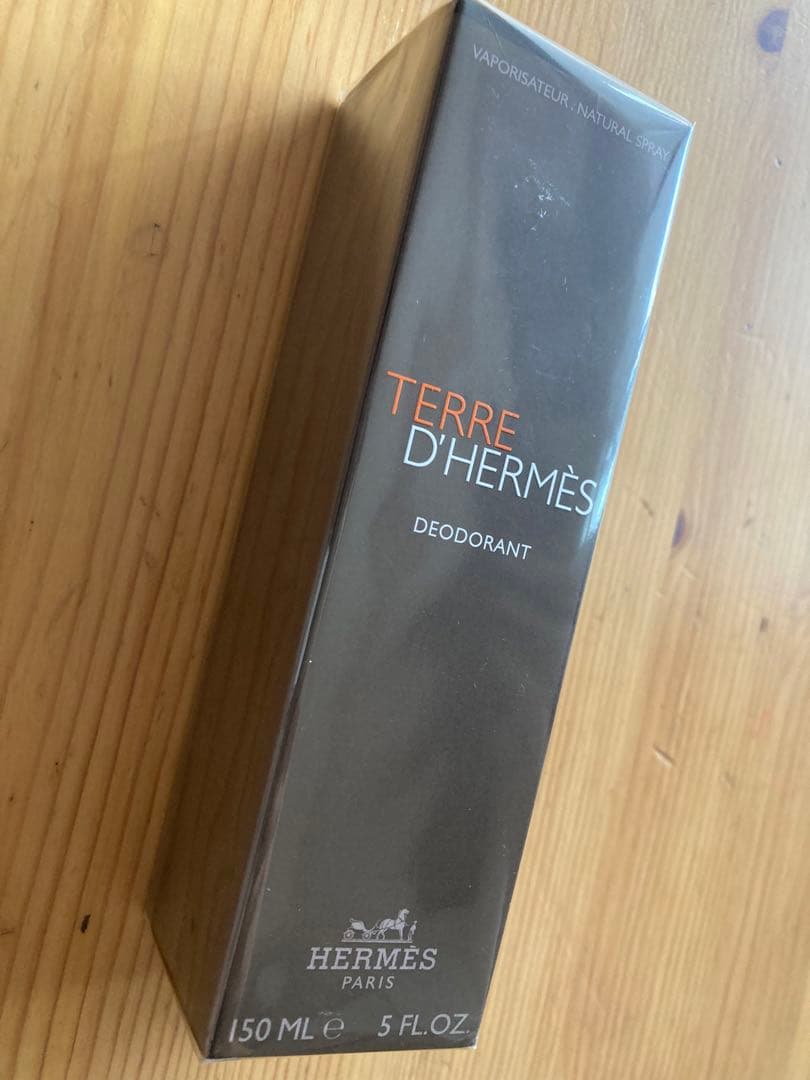 VAPORISATEUR . NATURAL SPRAY
TERRE
D'HERMÈS
DEODORANT
HERMÈS
PARIS
150 ML e 5 FL.OZ.